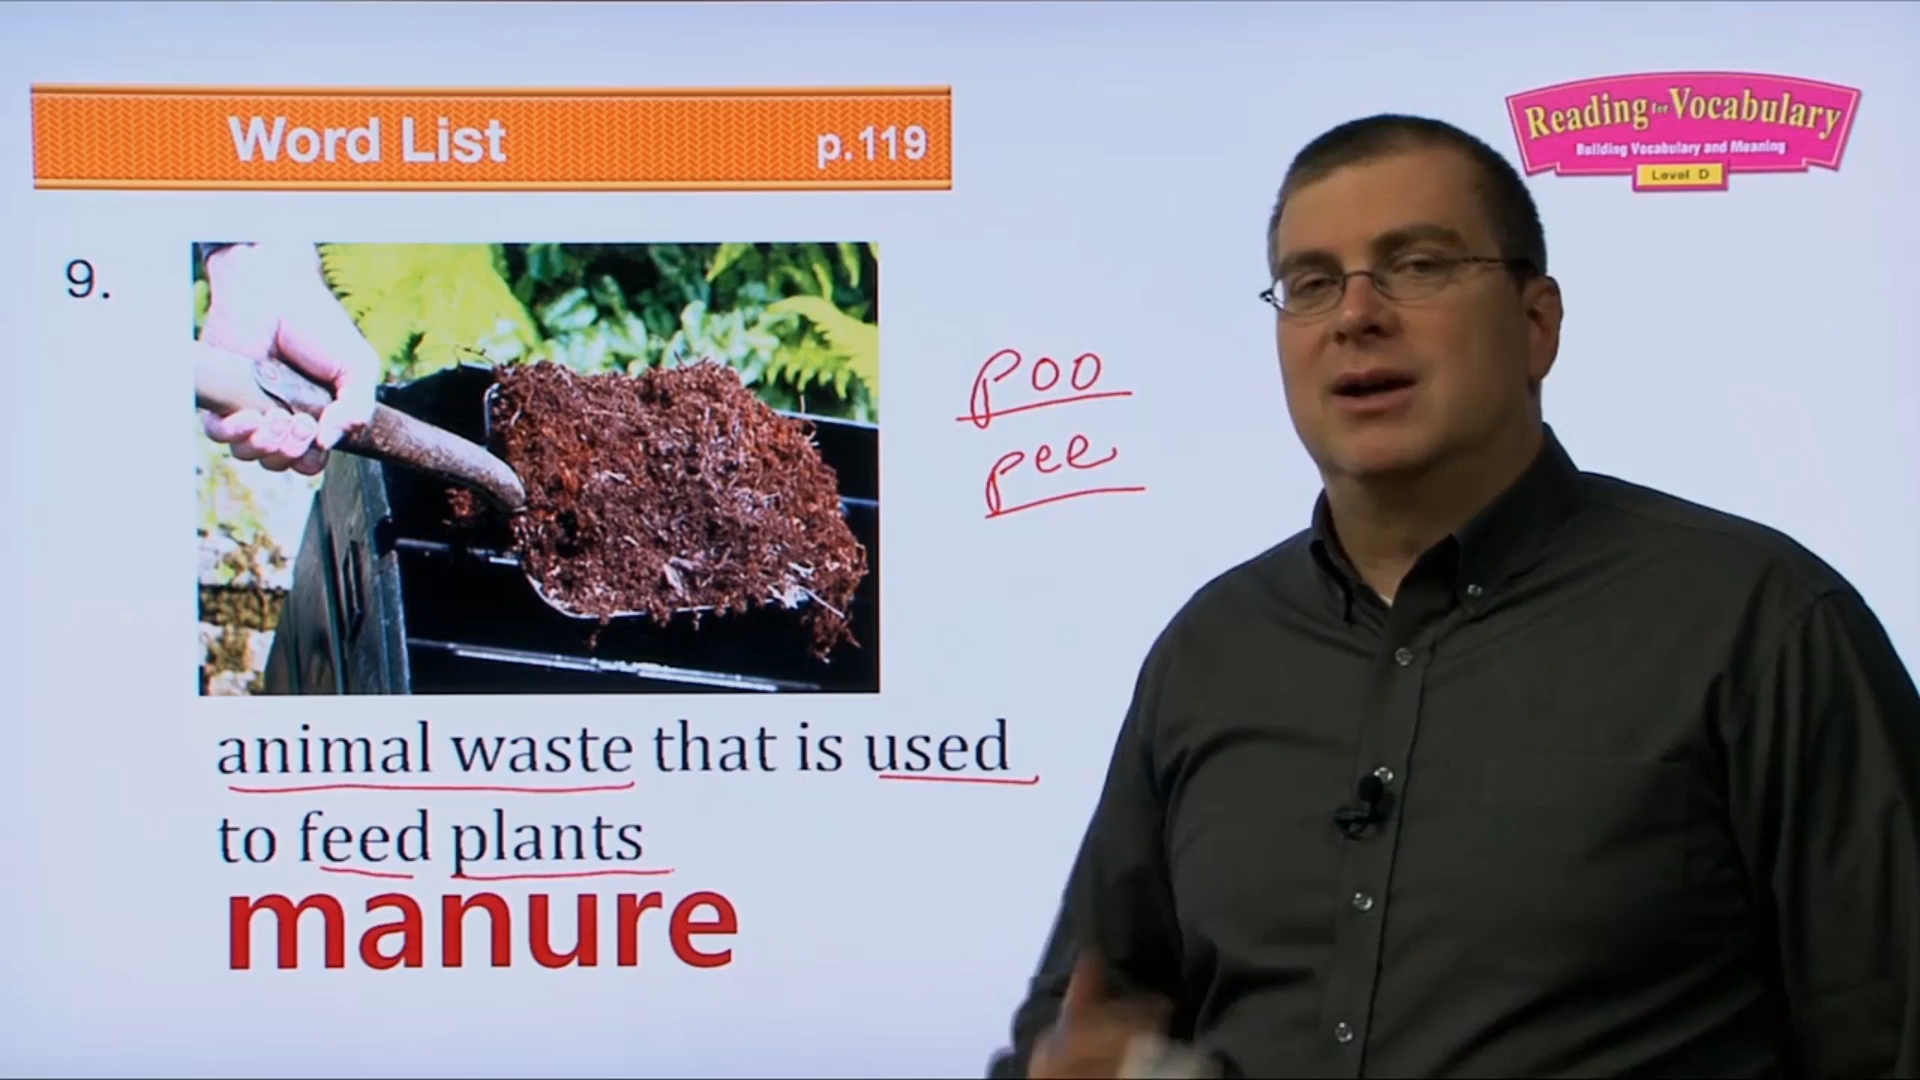 Word List p.119
Reading for Vocabulary
Building Vocabulary and Meaning
Level D
9.
poo
pee
animal waste that is used
to feed plants
manure